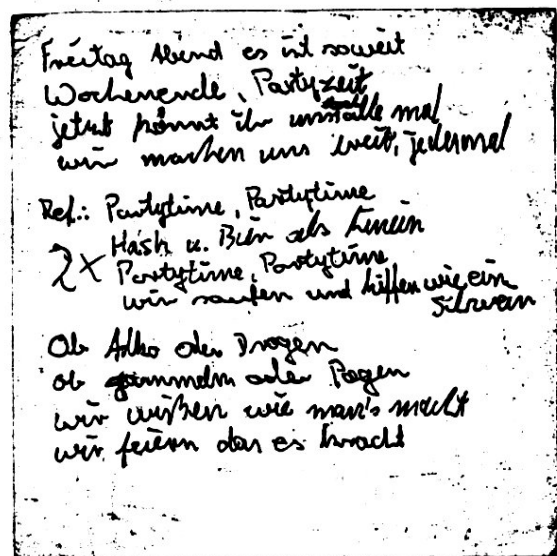 Freitag Abend es ist soweit
Wochenende, Partyzeit
jetzt könnt ihr uns alle mal
wir machen uns breit, jedesmal
Ref.: Partytime, Partytime
2x Hash u. Bier als
Partytime, Partytime
wir saufen und kiffen wie ein
Schwein
Ob Alko oder Drogen
ob gammeln oder Pogen
wir wißen wie man's macht
wir feiern das es kracht